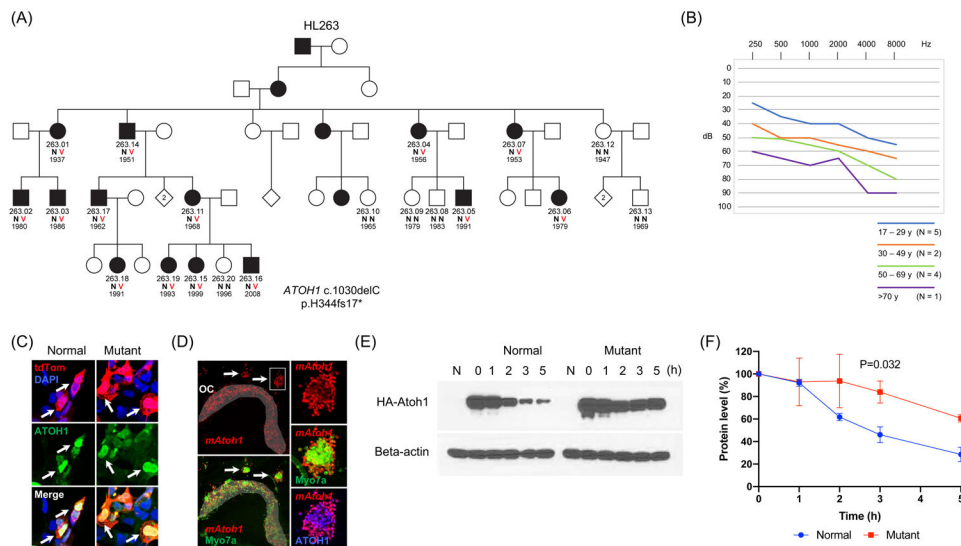 (A)
HL263
263.01
N V
1937
263.14
N V
1951
263.04
N V
1956
263.07
N V
1953
263.12
N N
1947
263.02
N V
1980
263.03
N V
1986
263.17
N V
1962
2
263.11
N V
1968
263.10
N N
1965
263.09
N N
1979
263.08
N N
1983
263.05
N V
1991
263.06
N V
1979
2
263.13
N N
1969
263.18
N V
1991
263.19
N V
1993
263.15
N V
1999
263.20
N N
1996
263.16
N V
2008
ATOH1 c.1030delC
p.H344fs17*
(B)
250 500 1000 2000 4000 8000 Hz
0
10
20
30
40
dB
50
60
70
80
90
100
17 – 29 y (N = 5)
30 – 49 y (N = 2)
50 – 69 y (N = 4)
>70 y (N = 1)
(C)
Normal Mutant
tdTom
DAPI
ATOH1
Merge
(D)
OC
mAtoh1
mAtoh1
mAtoh1
Myo7a
mAtoh1
Myo7a
mAtoh1
ATOH1
(E)
Normal Mutant
N 0 1 2 3 5 N 0 1 2 3 5 (h)
HA-Atoh1
Beta-actin
(F)
P=0.032
Protein level (%)
120
100
80
60
40
20
0
0 1 2 3 5
Time (h)
Normal Mutant